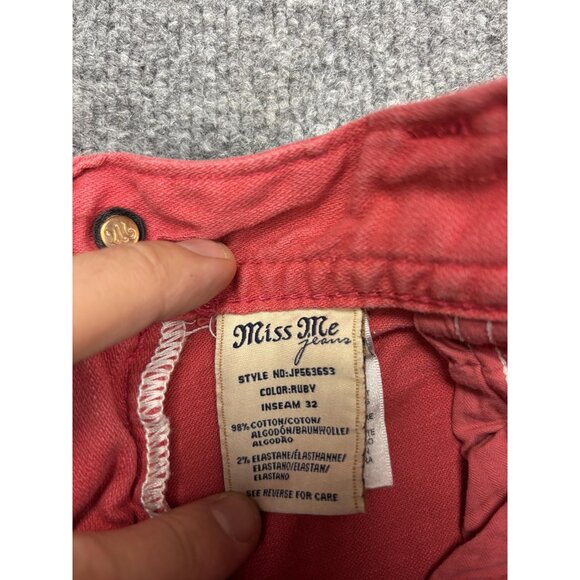 Miss Me
jeans
STYLE NO:JP5636S3
COLOR:RUBY
INSEAM 32
98% COTTON/COTON/
ALGODÓN/BAUMWOLLE/
ALGODÃO
2% ELASTANE/ÉLASTHANNE/
ELASTANO/ELASTAN/
ELASTANO
SEE REVERSE FOR CARE